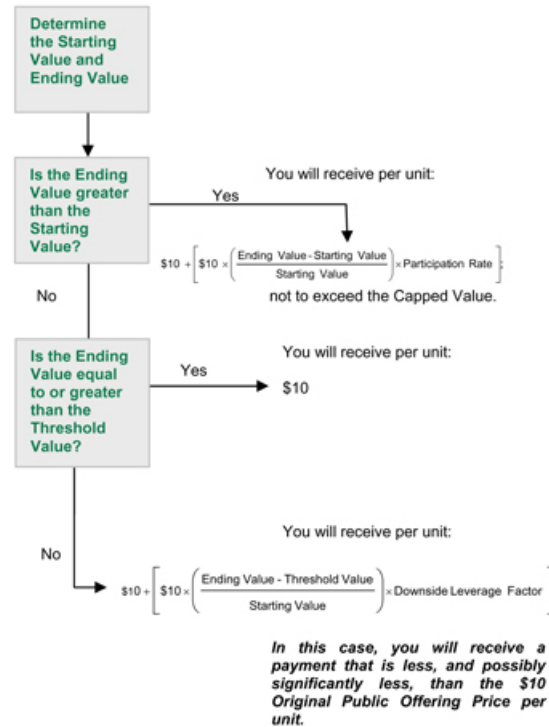 Determine
the Starting
Value and
Ending Value
Is the Ending
Value greater
than the
Starting
Value?
Yes
You will receive per unit:
$10 + [$10 × (Ending Value - Starting Value / Starting Value) × Participation Rate];
not to exceed the Capped Value.
No
Is the Ending
Value equal
to or greater
than the
Threshold
Value?
Yes
You will receive per unit:
$10
No
You will receive per unit:
$10 + [$10 × (Ending Value - Threshold Value / Starting Value) × Downside Leverage Factor]
In this case, you will receive a
payment that is less, and possibly
significantly less, than the $10
Original Public Offering Price per
unit.